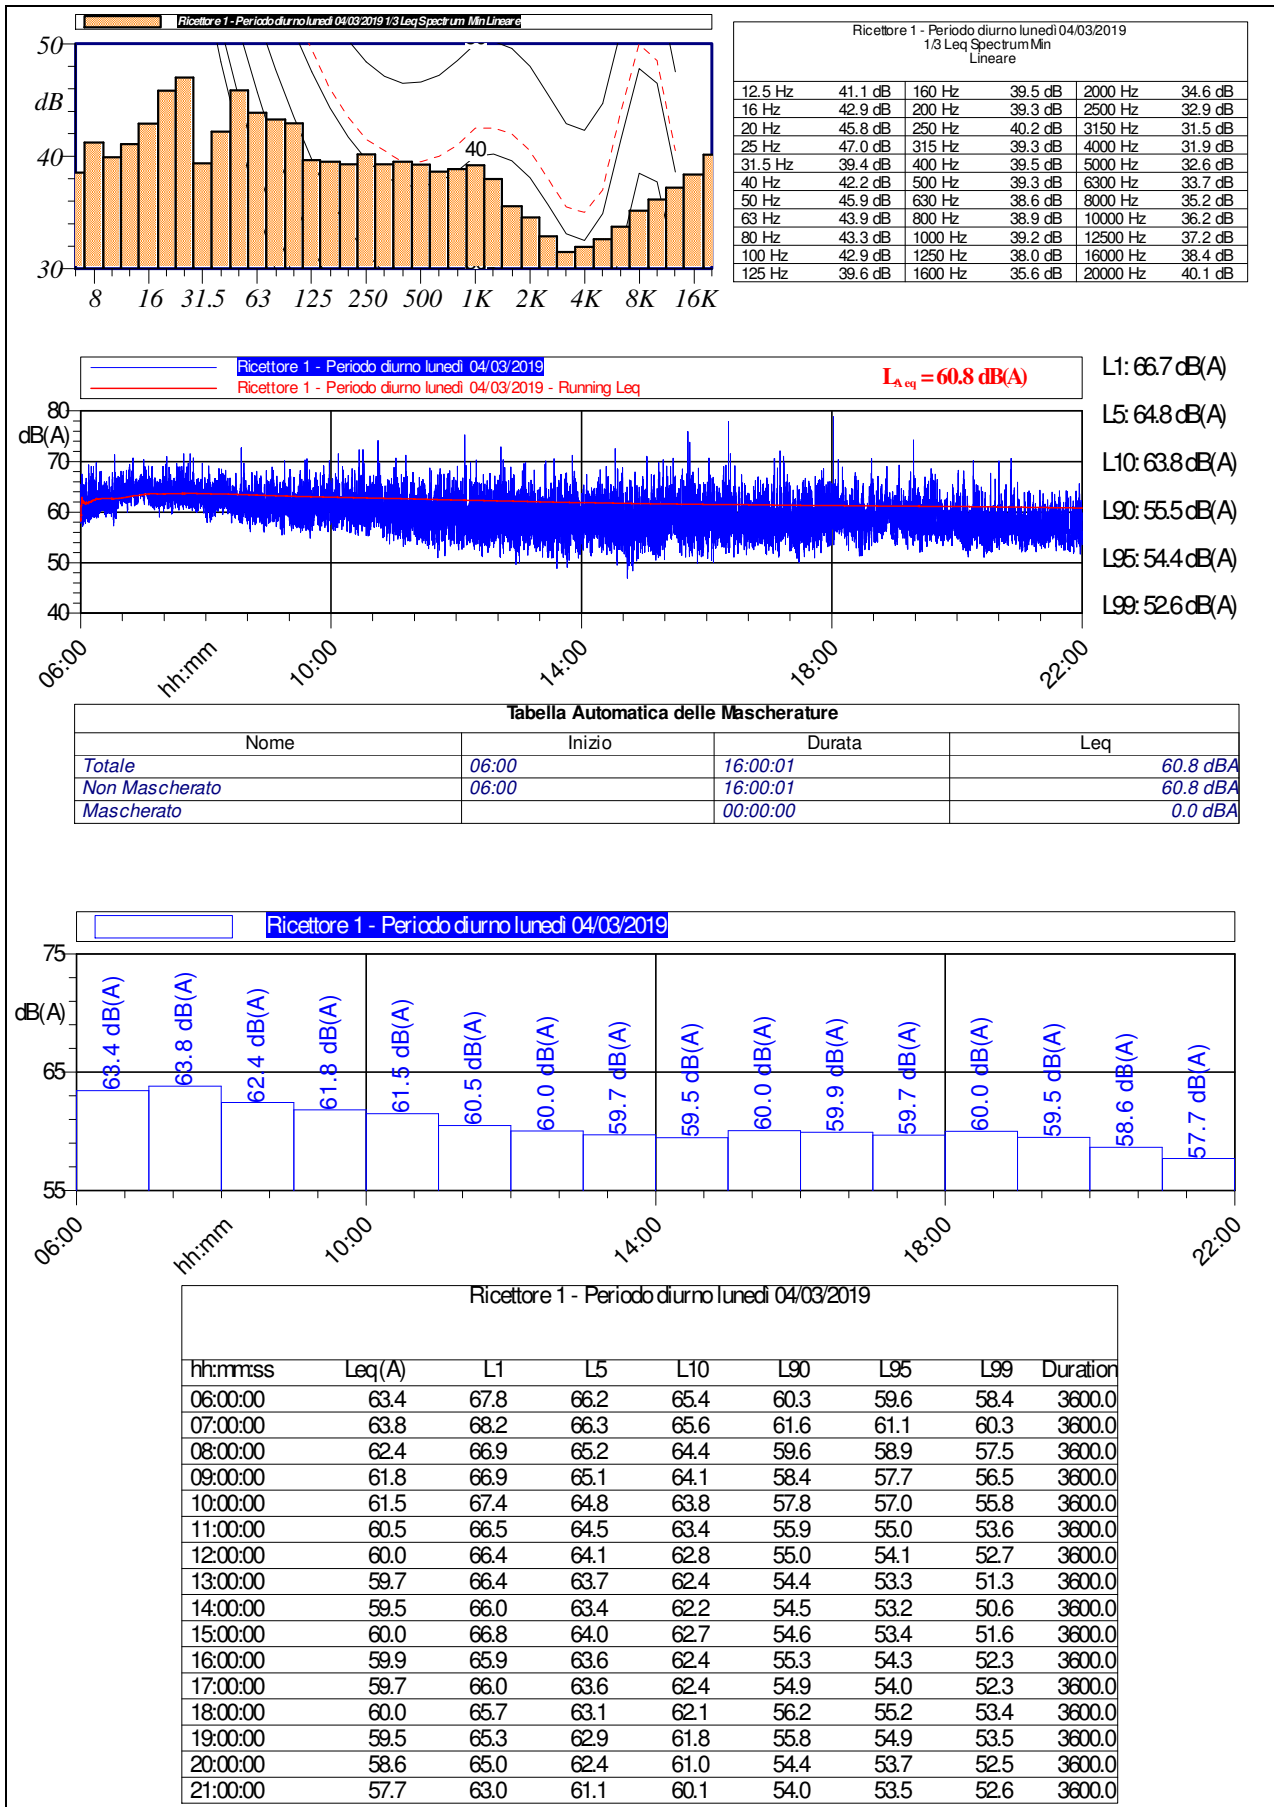 Ricettore 1 - Periodo diurno lunedì 04/03/2019 1/3 Leq Spectrum Min Lineare
50
dB
40
30
40
8 16 31.5 63 125 250 500 1K 2K 4K 8K 16K
Ricettore 1 - Periodo diurno lunedì 04/03/2019
1/3 Leq Spectrum Min
Lineare
12.5 Hz 41.1 dB 160 Hz 39.5 dB 2000 Hz 34.6 dB
16 Hz 42.9 dB 200 Hz 39.3 dB 2500 Hz 32.9 dB
20 Hz 45.8 dB 250 Hz 40.2 dB 3150 Hz 31.5 dB
25 Hz 47.0 dB 315 Hz 39.3 dB 4000 Hz 31.9 dB
31.5 Hz 39.4 dB 400 Hz 39.5 dB 5000 Hz 32.6 dB
40 Hz 42.2 dB 500 Hz 39.3 dB 6300 Hz 33.7 dB
50 Hz 45.9 dB 630 Hz 38.6 dB 8000 Hz 35.2 dB
63 Hz 43.9 dB 800 Hz 38.9 dB 10000 Hz 36.2 dB
80 Hz 43.3 dB 1000 Hz 39.2 dB 12500 Hz 37.2 dB
100 Hz 42.9 dB 1250 Hz 38.0 dB 16000 Hz 38.4 dB
125 Hz 39.6 dB 1600 Hz 35.6 dB 20000 Hz 40.1 dB
Ricettore 1 - Periodo diurno lunedì 04/03/2019
Ricettore 1 - Periodo diurno lunedì 04/03/2019 - Running Leq
LA eq = 60.8 dB(A)
80
dB(A)
70
60
50
40
06:00 hh:mm 10:00 14:00 18:00 22:00
L1: 66.7 dB(A)
L5: 64.8 dB(A)
L10: 63.8 dB(A)
L90: 55.5 dB(A)
L95: 54.4 dB(A)
L99: 52.6 dB(A)
Tabella Automatica delle Mascherature
Nome Inizio Durata Leq
Totale 06:00 16:00:01 60.8 dBA
Non Mascherato 06:00 16:00:01 60.8 dBA
Mascherato 00:00:00 0.0 dBA
Ricettore 1 - Periodo diurno lunedì 04/03/2019
75
dB(A)
65
55
63.4 dB(A)
63.8 dB(A)
62.4 dB(A)
61.8 dB(A)
61.5 dB(A)
60.5 dB(A)
60.0 dB(A)
59.7 dB(A)
59.5 dB(A)
60.0 dB(A)
59.9 dB(A)
59.7 dB(A)
60.0 dB(A)
59.5 dB(A)
58.6 dB(A)
57.7 dB(A)
06:00 hh:mm 10:00 14:00 18:00 22:00
Ricettore 1 - Periodo diurno lunedì 04/03/2019
hh:mm:ss Leq(A) L1 L5 L10 L90 L95 L99 Duration
06:00:00 63.4 67.8 66.2 65.4 60.3 59.6 58.4 3600.0
07:00:00 63.8 68.2 66.3 65.6 61.6 61.1 60.3 3600.0
08:00:00 62.4 66.9 65.2 64.4 59.6 58.9 57.5 3600.0
09:00:00 61.8 66.9 65.1 64.1 58.4 57.7 56.5 3600.0
10:00:00 61.5 67.4 64.8 63.8 57.8 57.0 55.8 3600.0
11:00:00 60.5 66.5 64.5 63.4 55.9 55.0 53.6 3600.0
12:00:00 60.0 66.4 64.1 62.8 55.0 54.1 52.7 3600.0
13:00:00 59.7 66.4 63.7 62.4 54.4 53.3 51.3 3600.0
14:00:00 59.5 66.0 63.4 62.2 54.5 53.2 50.6 3600.0
15:00:00 60.0 66.8 64.0 62.7 54.6 53.4 51.6 3600.0
16:00:00 59.9 65.9 63.6 62.4 55.3 54.3 52.3 3600.0
17:00:00 59.7 66.0 63.6 62.4 54.9 54.0 52.3 3600.0
18:00:00 60.0 65.7 63.1 62.1 56.2 55.2 53.4 3600.0
19:00:00 59.5 65.3 62.9 61.8 55.8 54.9 53.5 3600.0
20:00:00 58.6 65.0 62.4 61.0 54.4 53.7 52.5 3600.0
21:00:00 57.7 63.0 61.1 60.1 54.0 53.5 52.6 3600.0